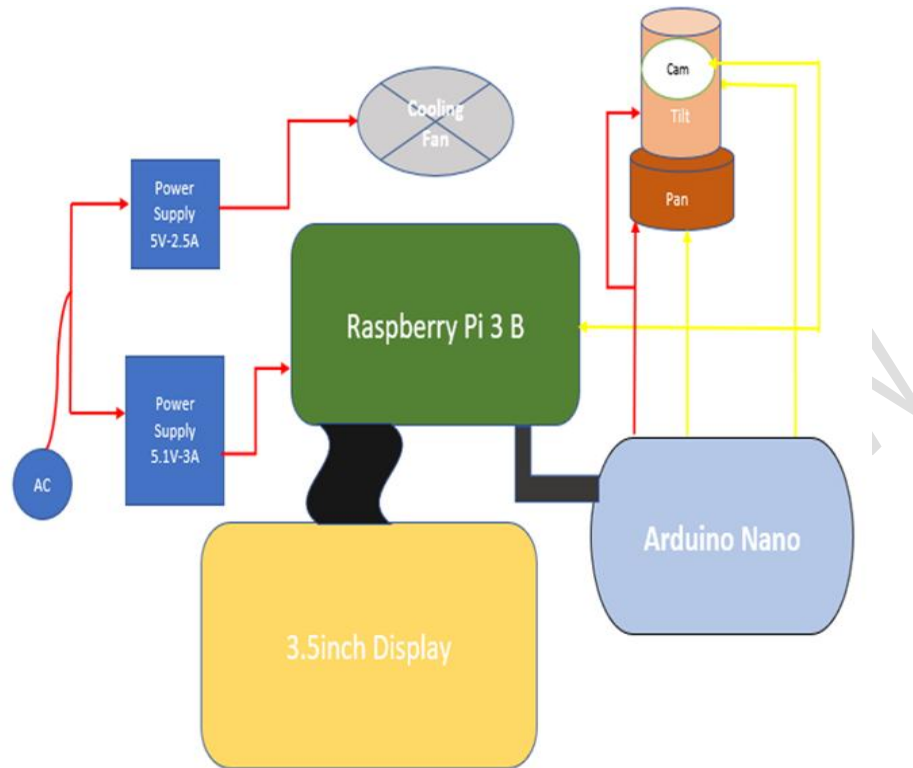 Cam
Tilt
Pan
Cooling
Fan
Power
Supply
5V-2.5A
Raspberry Pi 3 B
Power
Supply
5.1V-3A
AC
Arduino Nano
3.5inch Display